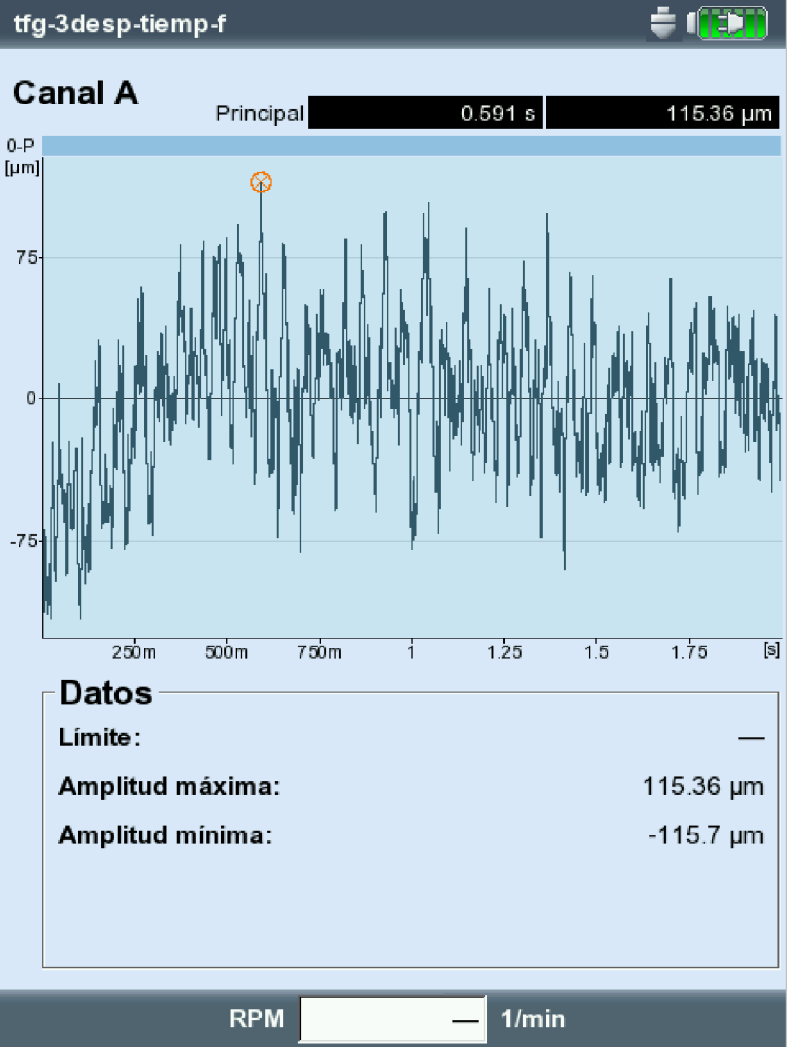 tfg-3desp-tiemp-f
Canal A
Principal 0.591 s 115.36 µm
0-P
[µm]
75
0
-75
250m 500m 750m 1 1.25 1.5 1.75 [s]
Datos
Límite: —
Amplitud máxima: 115.36 µm
Amplitud mínima: -115.7 µm
RPM — 1/min